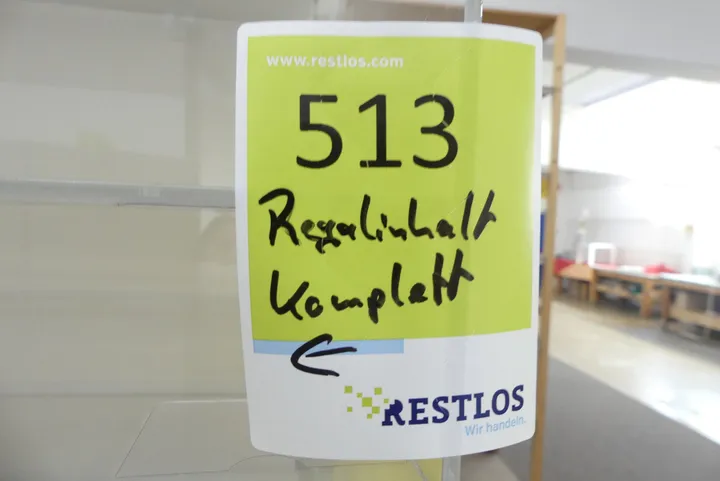 www.restlos.com
513
Regalinhalt
Komplett
RESTLOS
Wir handeln.